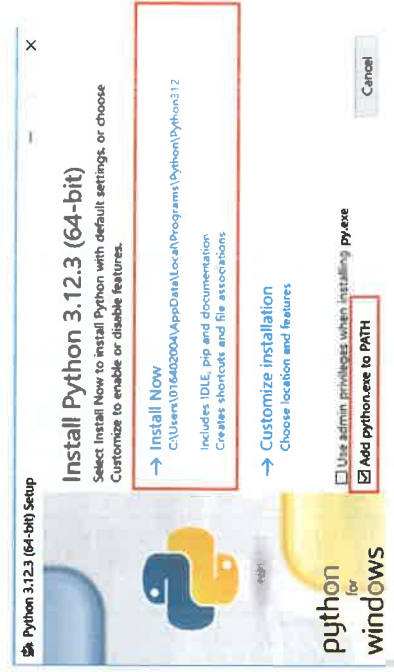 Python 3.12.3 (64-bit) Setup
Install Python 3.12.3 (64-bit)
Select Install Now to install Python with default settings, or choose
Customize to enable or disable features.
→ Install Now
C:\Users\016402004\AppData\Local\Programs\Python\Python312
Includes IDLE, pip and documentation
Creates shortcuts and file associations
→ Customize installation
Choose location and features
Use admin privileges when installing py.exe
Add python.exe to PATH
Cancel
python
for
windows